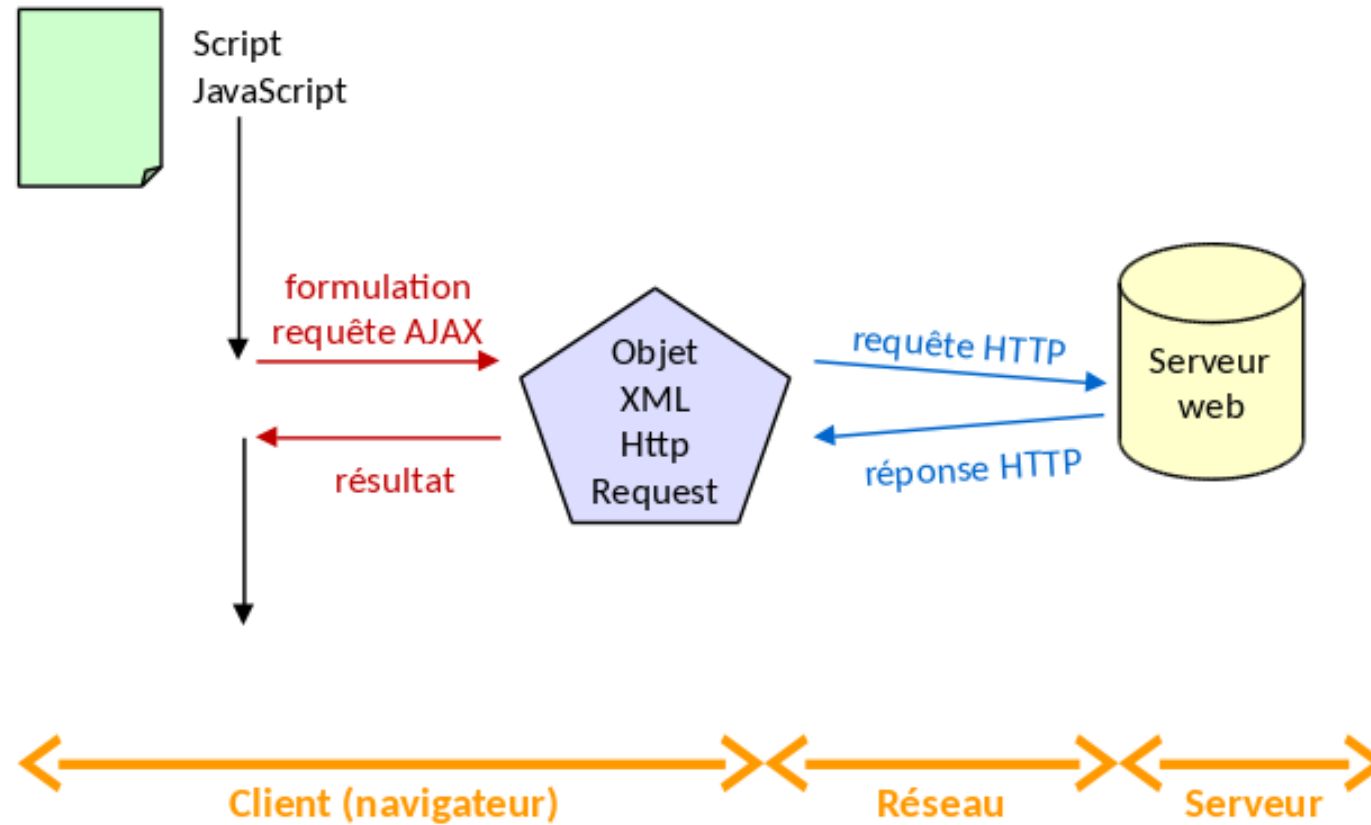 Script
JavaScript
formulation
requête AJAX
résultat
Objet
XML
Http
Request
requête HTTP
réponse HTTP
Serveur
web
Client (navigateur)
Réseau
Serveur